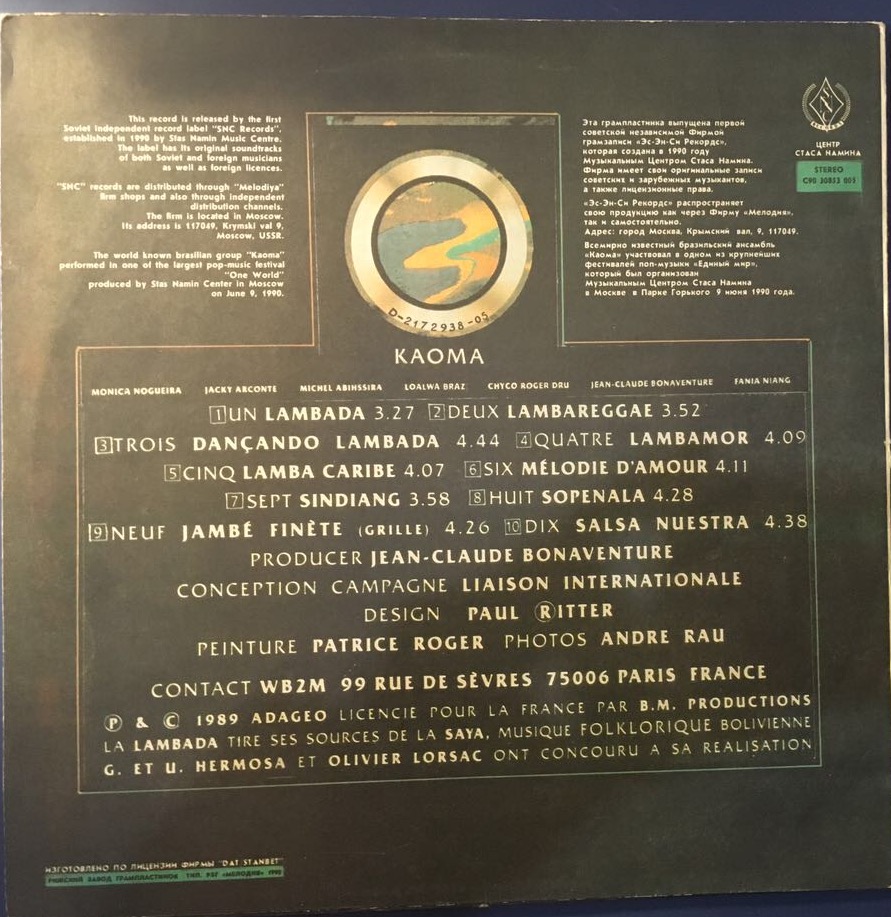 This record is released by the first
Soviet independent record label "SNC Records",
established in 1990 by Stas Namin Music Centre.
The label has its original soundtracks
of both Soviet and foreign musicians
as well as foreign licences.
"SNC" records are distributed through "Melodiya"
firm shops and also through independent
distribution channels.
The firm is located in Moscow.
Its address is 117049, Krymski val 9,
Moscow, USSR.
The world known brasilian group "Kaoma"
performed in one of the largest pop-music festival
"One World"
produced by Stas Namin Center in Moscow
on June 9, 1990.
D-2172938-05
Эта грампластинка выпущена первой
советской независимой Фирмой
грамзаписи «Эс-Эн-Си Рекордс»,
которая создана в 1990 году
Музыкальным Центром Стаса Намина.
Фирма имеет свои оригинальные записи
советских и зарубежных музыкантов,
а также лицензионные права.
«Эс-Эн-Си Рекордс» распространяет
свою продукцию как через Фирму «Мелодия»,
так и самостоятельно.
Адрес: город Москва, Крымский вал, 9, 117049.
Всемирно известный бразильский ансамбль
«Каома» участвовал в одном из крупнейших
фестивалей поп-музыки «Единый мир»,
который был организован
Музыкальным Центром Стаса Намина
в Москве в Парке Горького 9 июня 1990 года.
SNC
RECORDS
ЦЕНТР
СТАСА НАМИНА
STEREO
С90 30833 005
KAOMA
MONICA NOGUEIRA JACKY ARCONTE MICHEL ABIHSSIRA LOALWA BRAZ CHYCO ROGER DRU JEAN-CLAUDE BONAVENTURE FANIA NIANG
1 UN LAMBADA 3.27 2 DEUX LAMBAREGGAE 3.52
3 TROIS DANÇANDO LAMBADA 4.44 4 QUATRE LAMBAMOR 4.09
5 CINQ LAMBA CARIBE 4.07 6 SIX MÉLODIE D'AMOUR 4.11
7 SEPT SINDIANG 3.58 8 HUIT SOPENALA 4.28
9 NEUF JAMBÉ FINÈTE (GRILLE) 4.26 10 DIX SALSA NUESTRA 4.38
PRODUCER JEAN-CLAUDE BONAVENTURE
CONCEPTION CAMPAGNE LIAISON INTERNATIONALE
DESIGN PAUL ⓇITTER
PEINTURE PATRICE ROGER PHOTOS ANDRE RAU
CONTACT WB2M 99 RUE DE SÈVRES 75006 PARIS FRANCE
Ⓟ & © 1989 ADAGEO LICENCIE POUR LA FRANCE PAR B.M. PRODUCTIONS
LA LAMBADA TIRE SES SOURCES DE LA SAYA, MUSIQUE FOLKLORIQUE BOLIVIENNE
G. ET U. HERMOSA ET OLIVIER LORSAC ONT CONCOURU A SA REALISATION
ИЗГОТОВЛЕНО ПО ЛИЦЕНЗИИ ФИРМЫ "DAT STANBET"
РИЖСКИЙ ЗАВОД ГРАМПЛАСТИНОК ТИП. РЗГ «МЕЛОДИЯ» 1990